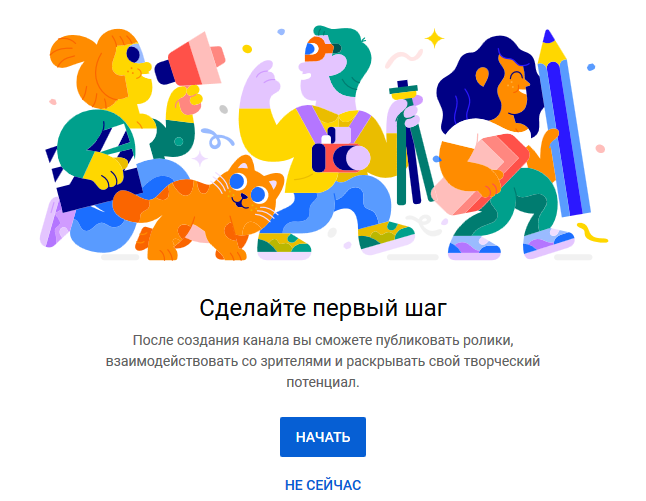 Сделайте первый шаг
После создания канала вы сможете публиковать ролики,
взаимодействовать со зрителями и раскрывать свой творческий
потенциал.
НАЧАТЬ
НЕ СЕЙЧАС